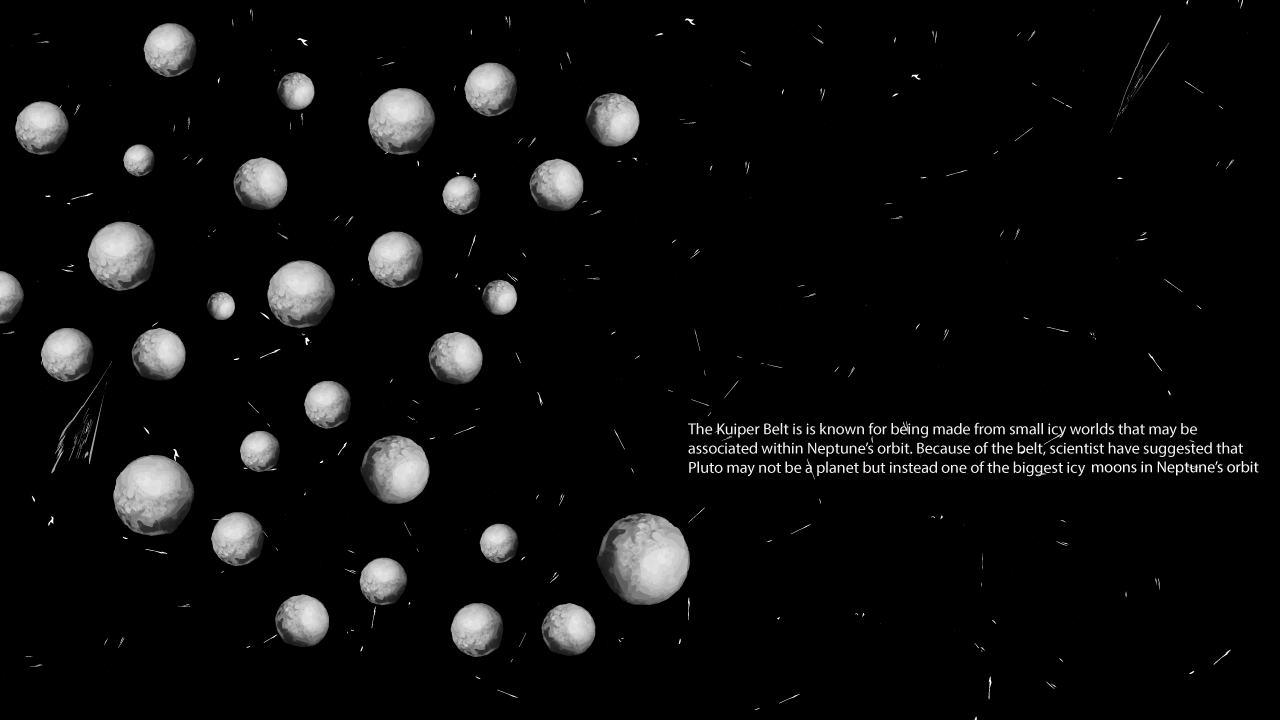 The Kuiper Belt is is known for being made from small icy worlds that may be
associated within Neptune's orbit. Because of the belt, scientist have suggested that
Pluto may not be a planet but instead one of the biggest icy moons in Neptune's orbit